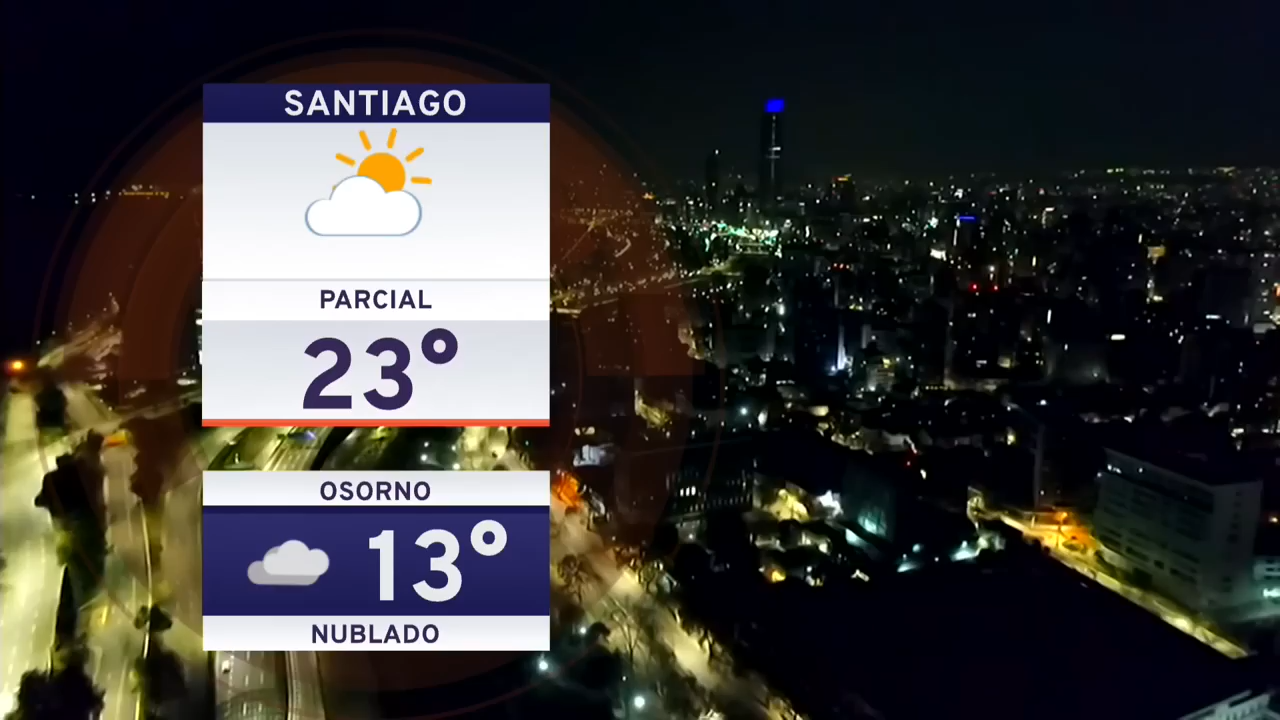 SANTIAGO
PARCIAL
23°
OSORNO
13°
NUBLADO